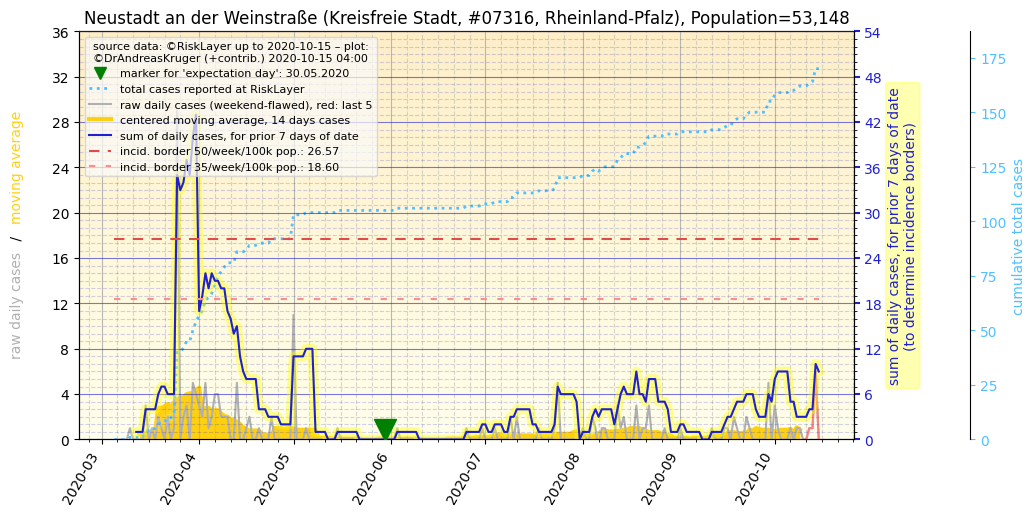 Neustadt an der Weinstraße (Kreisfreie Stadt, #07316, Rheinland-Pfalz), Population=53,148
source data: ©RiskLayer up to 2020-10-15 – plot:
©DrAndreasKruger (+contrib.) 2020-10-15 04:00
marker for 'expectation day': 30.05.2020
total cases reported at RiskLayer
raw daily cases (weekend-flawed), red: last 5
centered moving average, 14 days cases
sum of daily cases, for prior 7 days of date
incid. border 50/week/100k pop.: 26.57
incid. border 35/week/100k pop.: 18.60
raw daily cases / moving average
36
32
28
24
20
16
12
8
4
0
54
48
42
36
30
24
18
12
6
0
sum of daily cases, for prior 7 days of date
(to determine incidence borders)
175
150
125
100
75
50
25
0
cumulative total cases
2020-03
2020-04
2020-05
2020-06
2020-07
2020-08
2020-09
2020-10